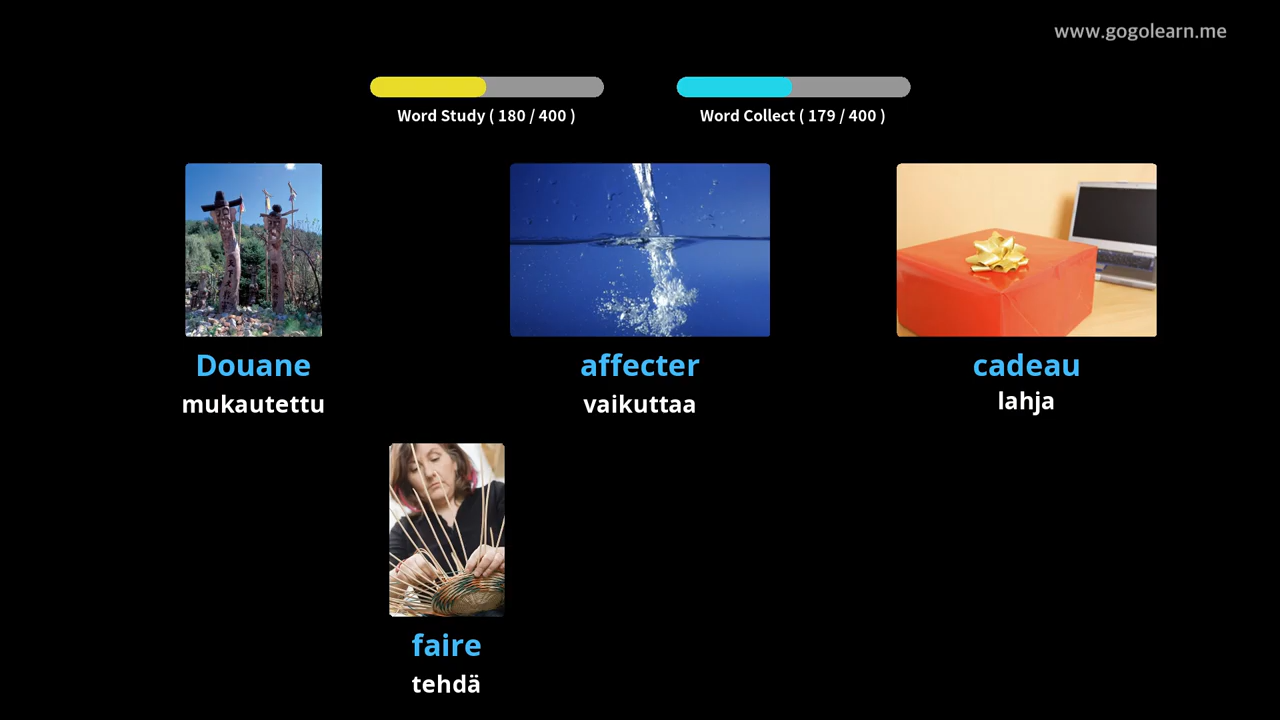 www.gogolearn.me
Word Study ( 180 / 400 )
Word Collect ( 179 / 400 )
Douane
mukautettu
affecter
vaikuttaa
cadeau
lahja
faire
tehdä